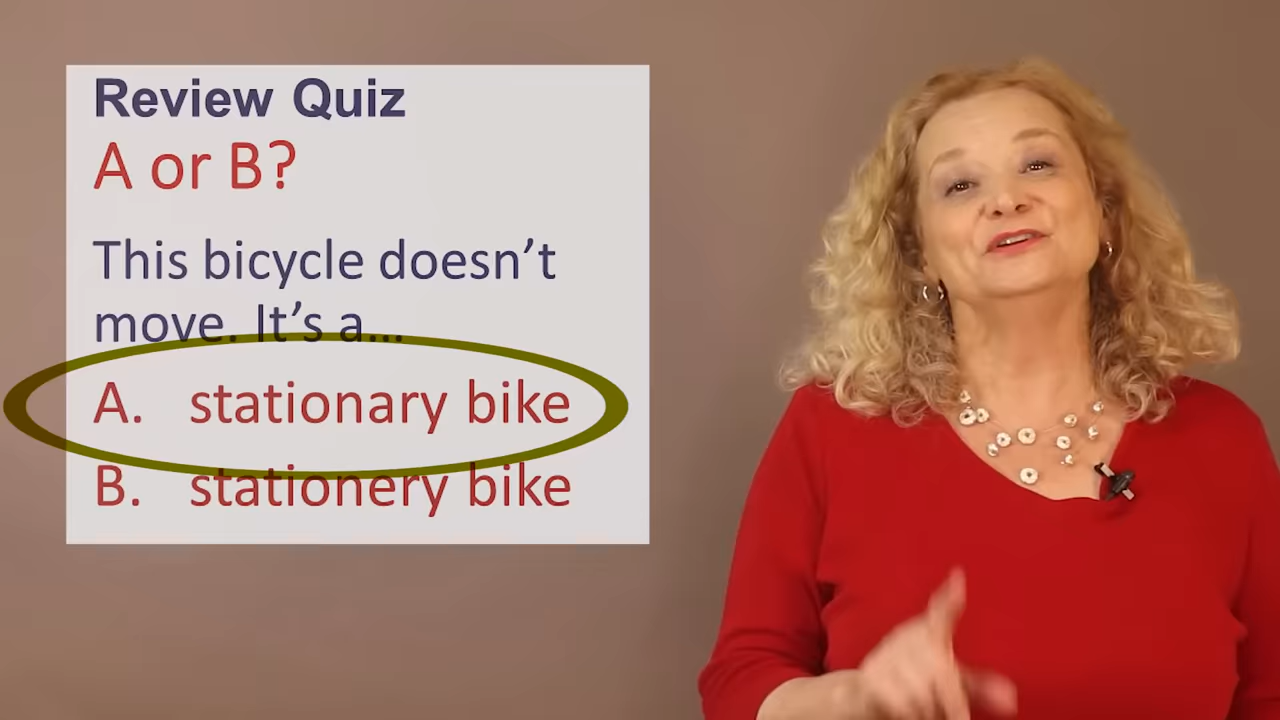 Review Quiz
A or B?
This bicycle doesn’t
move. It’s a...
A. stationary bike
B. stationery bike